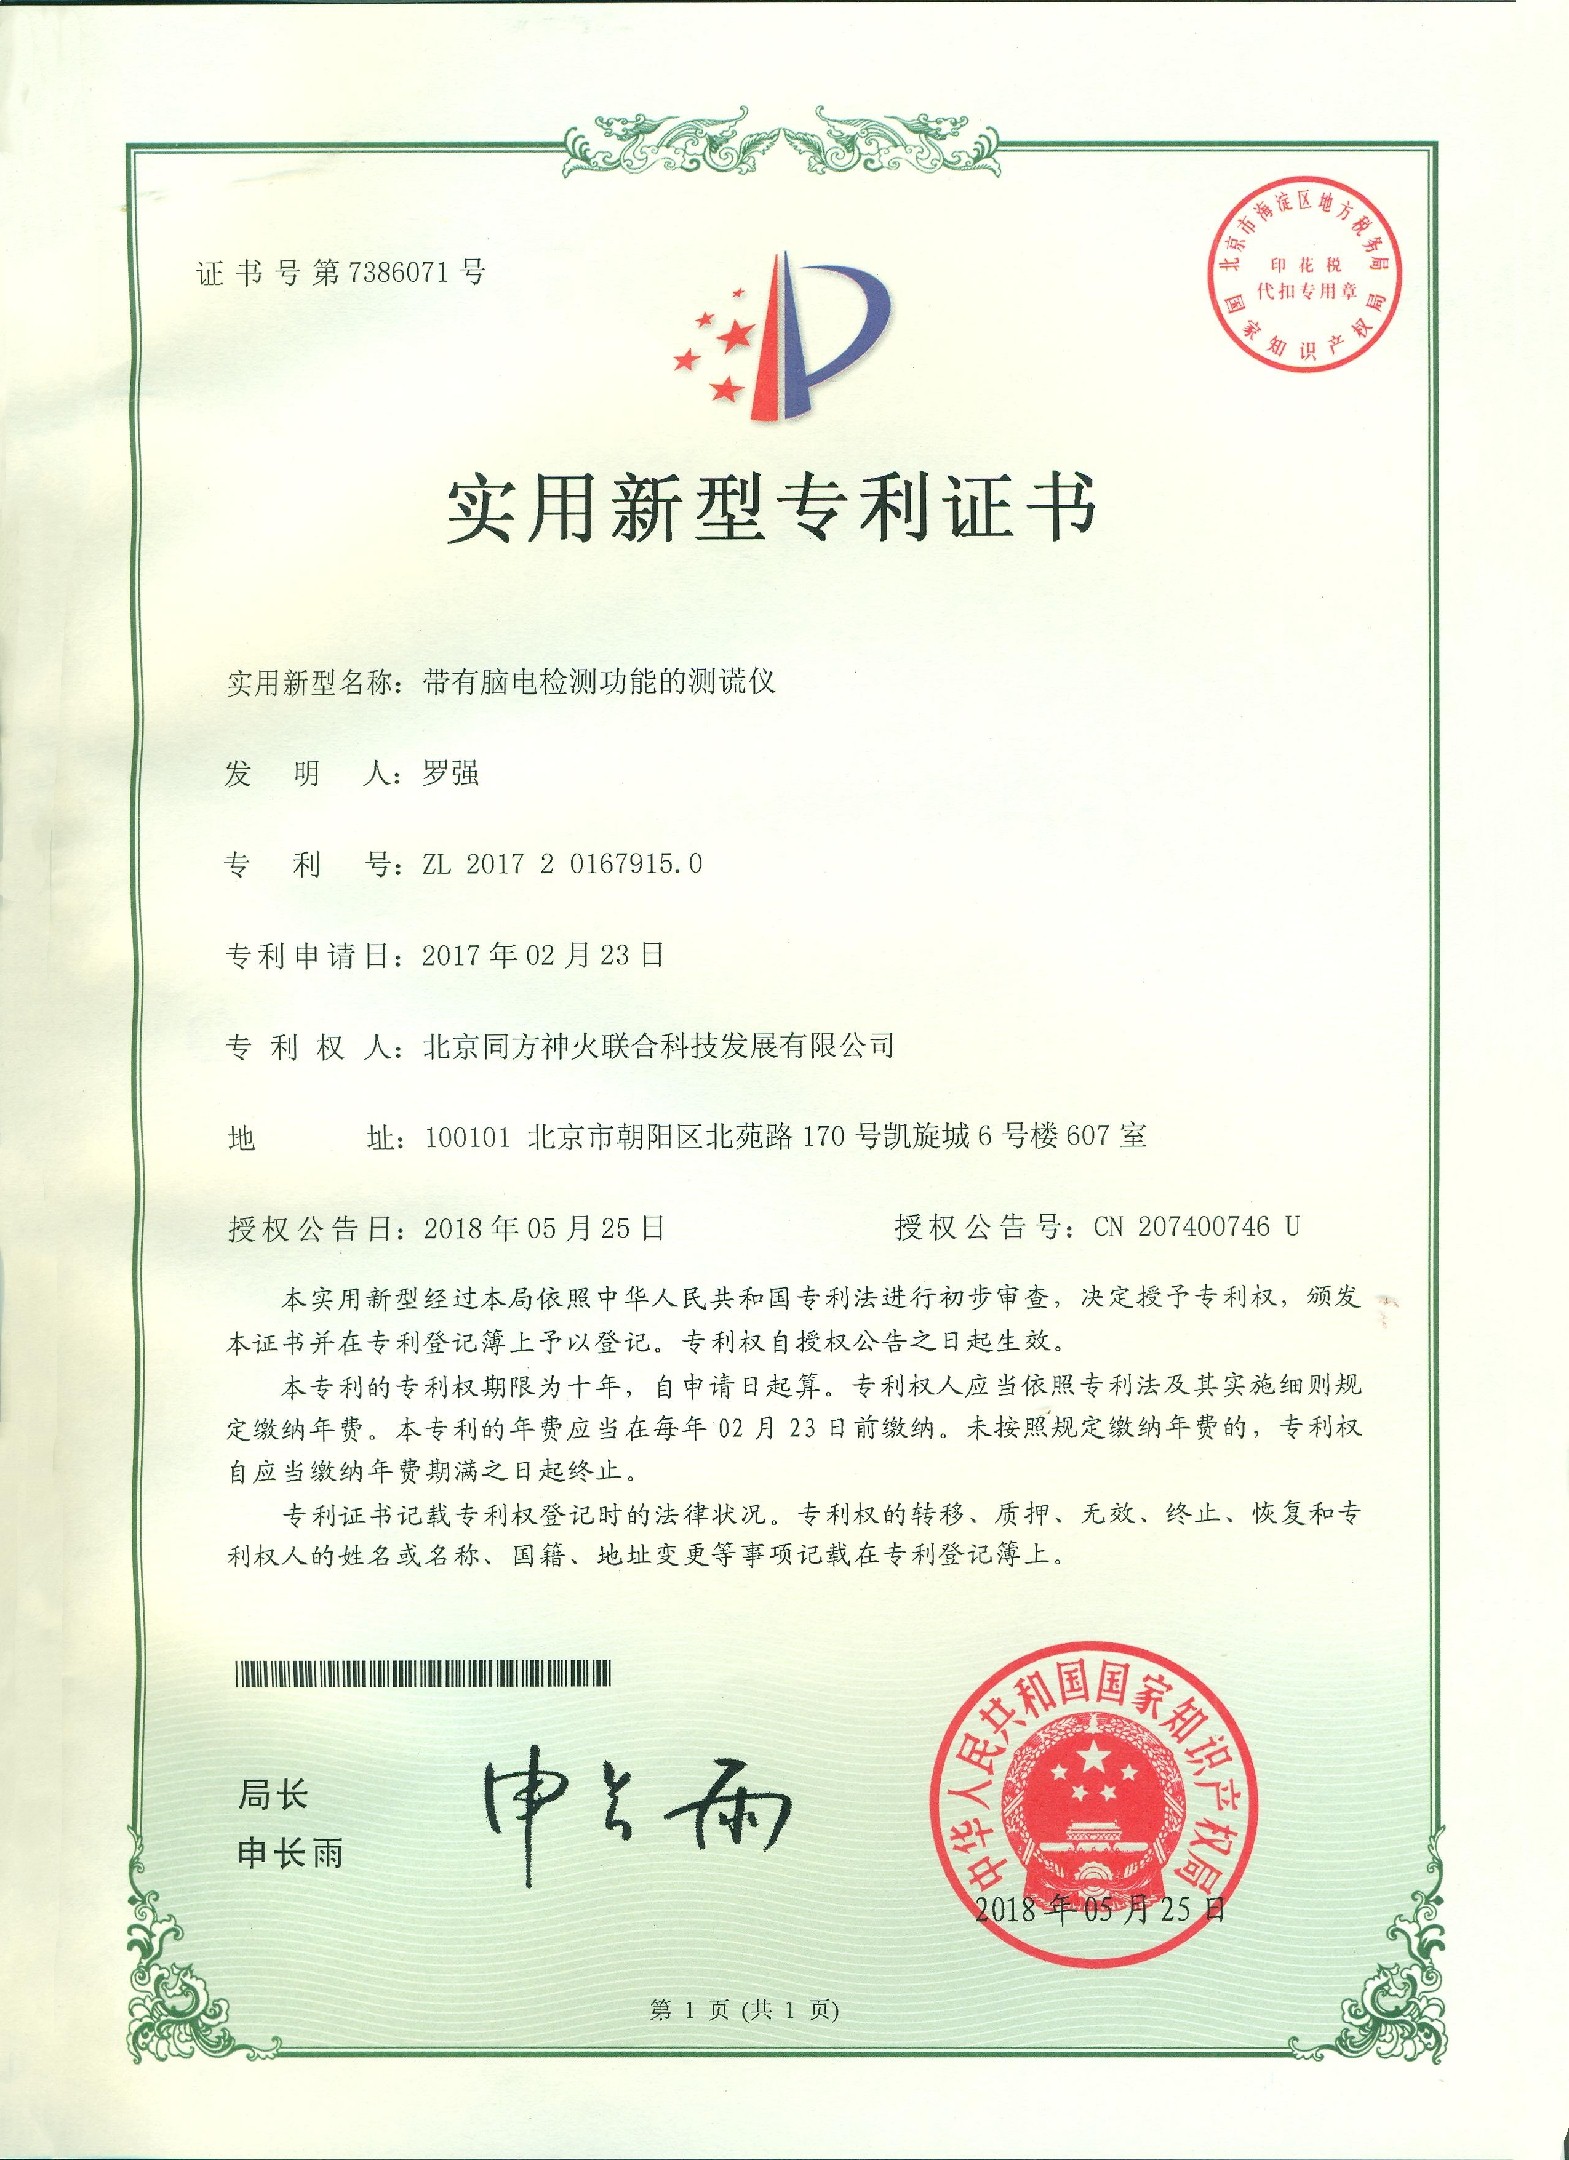 证书号第7386071号
北京市海淀区地方税务局
印花税
代扣专用章
国家知识产权局
实用新型专利证书
实用新型名称：带有脑电检测功能的测谎仪
发明人：罗强
专利号：ZL 2017 2 0167915.0
专利申请日：2017年02月23日
专利权人：北京同方神火联合科技发展有限公司
地址：100101 北京市朝阳区北苑路170号凯旋城6号楼607室
授权公告日：2018年05月25日 授权公告号：CN 207400746 U
本实用新型经过本局依照中华人民共和国专利法进行初步审查，决定授予专利权，颁发
本证书并在专利登记簿上予以登记。专利权自授权公告之日起生效。
本专利的专利权期限为十年，自申请日起算。专利权人应当依照专利法及其实施细则规
定缴纳年费。本专利的年费应当在每年02月23日前缴纳。未按照规定缴纳年费的，专利权
自应当缴纳年费期满之日起终止。
专利证书记载专利权登记时的法律状况。专利权的转移、质押、无效、终止、恢复和专
利权人的姓名或名称、国籍、地址变更等事项记载在专利登记簿上。
局长
申长雨
申长雨
中华人民共和国国家知识产权局
2018年05月25日
第 1 页 (共 1 页)